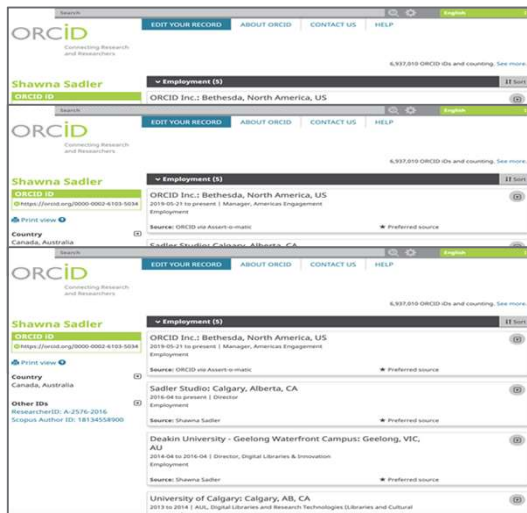 Search
English
ORCID
EDIT YOUR RECORD ABOUT ORCID CONTACT US HELP
Connecting Research
and Researchers
6,937,010 ORCID iDs and counting. See more.
Shawna Sadler
Employment (5)
Sort
ORCID iD
ORCID Inc.: Bethesda, North America, US
Search
English
ORCID
EDIT YOUR RECORD ABOUT ORCID CONTACT US HELP
Connecting Research
and Researchers
6,937,010 ORCID iDs and counting. See more.
Shawna Sadler
Employment (5)
Sort
ORCID iD
https://orcid.org/0000-0002-6103-5034
Print view
Country
Canada, Australia
ORCID Inc.: Bethesda, North America, US
2019-05-21 to present | Manager, Americas Engagement
Employment
Source: ORCID via Assert-o-matic
Preferred source
Sadler Studio: Calgary, Alberta, CA
Search
English
ORCID
EDIT YOUR RECORD ABOUT ORCID CONTACT US HELP
Connecting Research
and Researchers
6,937,010 ORCID iDs and counting. See more.
Shawna Sadler
ORCID iD
https://orcid.org/0000-0002-6103-5034
Print view
Country
Canada, Australia
Other IDs
ResearcherID: A-2576-2016
Scopus Author ID: 18134558900
Employment (5)
Sort
ORCID Inc.: Bethesda, North America, US
2019-05-21 to present | Manager, Americas Engagement
Employment
Source: ORCID via Assert-o-matic
Preferred source
Sadler Studio: Calgary, Alberta, CA
2016-04 to present | Director
Employment
Source: Shawna Sadler
Preferred source
Deakin University - Geelong Waterfront Campus: Geelong, VIC,
AU
2014-04 to 2016-04 | Director, Digital Libraries & Innovation
Employment
Source: Shawna Sadler
Preferred source
University of Calgary: Calgary, AB, CA
2013 to 2014 | AUL, Digital Libraries and Research Technologies (Libraries and Cultural